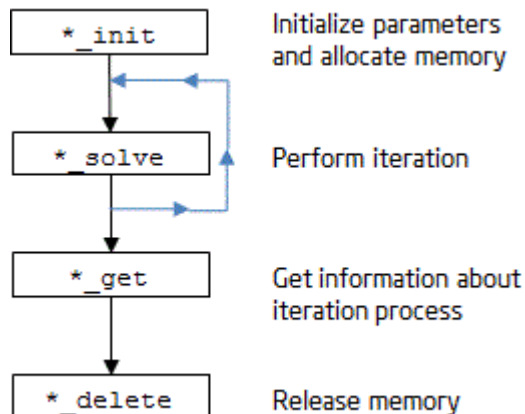 *_init
Initialize parameters
and allocate memory
*_solve
Perform iteration
*_get
Get information about
iteration process
*_delete
Release memory